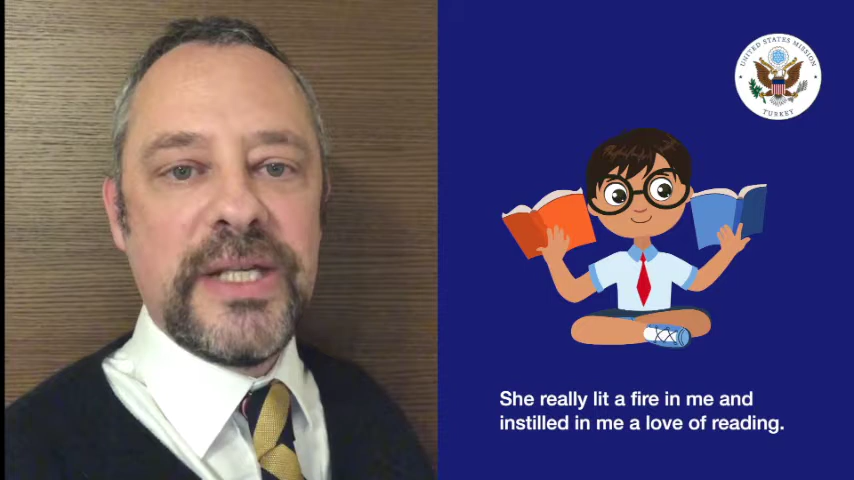 UNITED STATES MISSION
TURKEY
She really lit a fire in me and
instilled in me a love of reading.